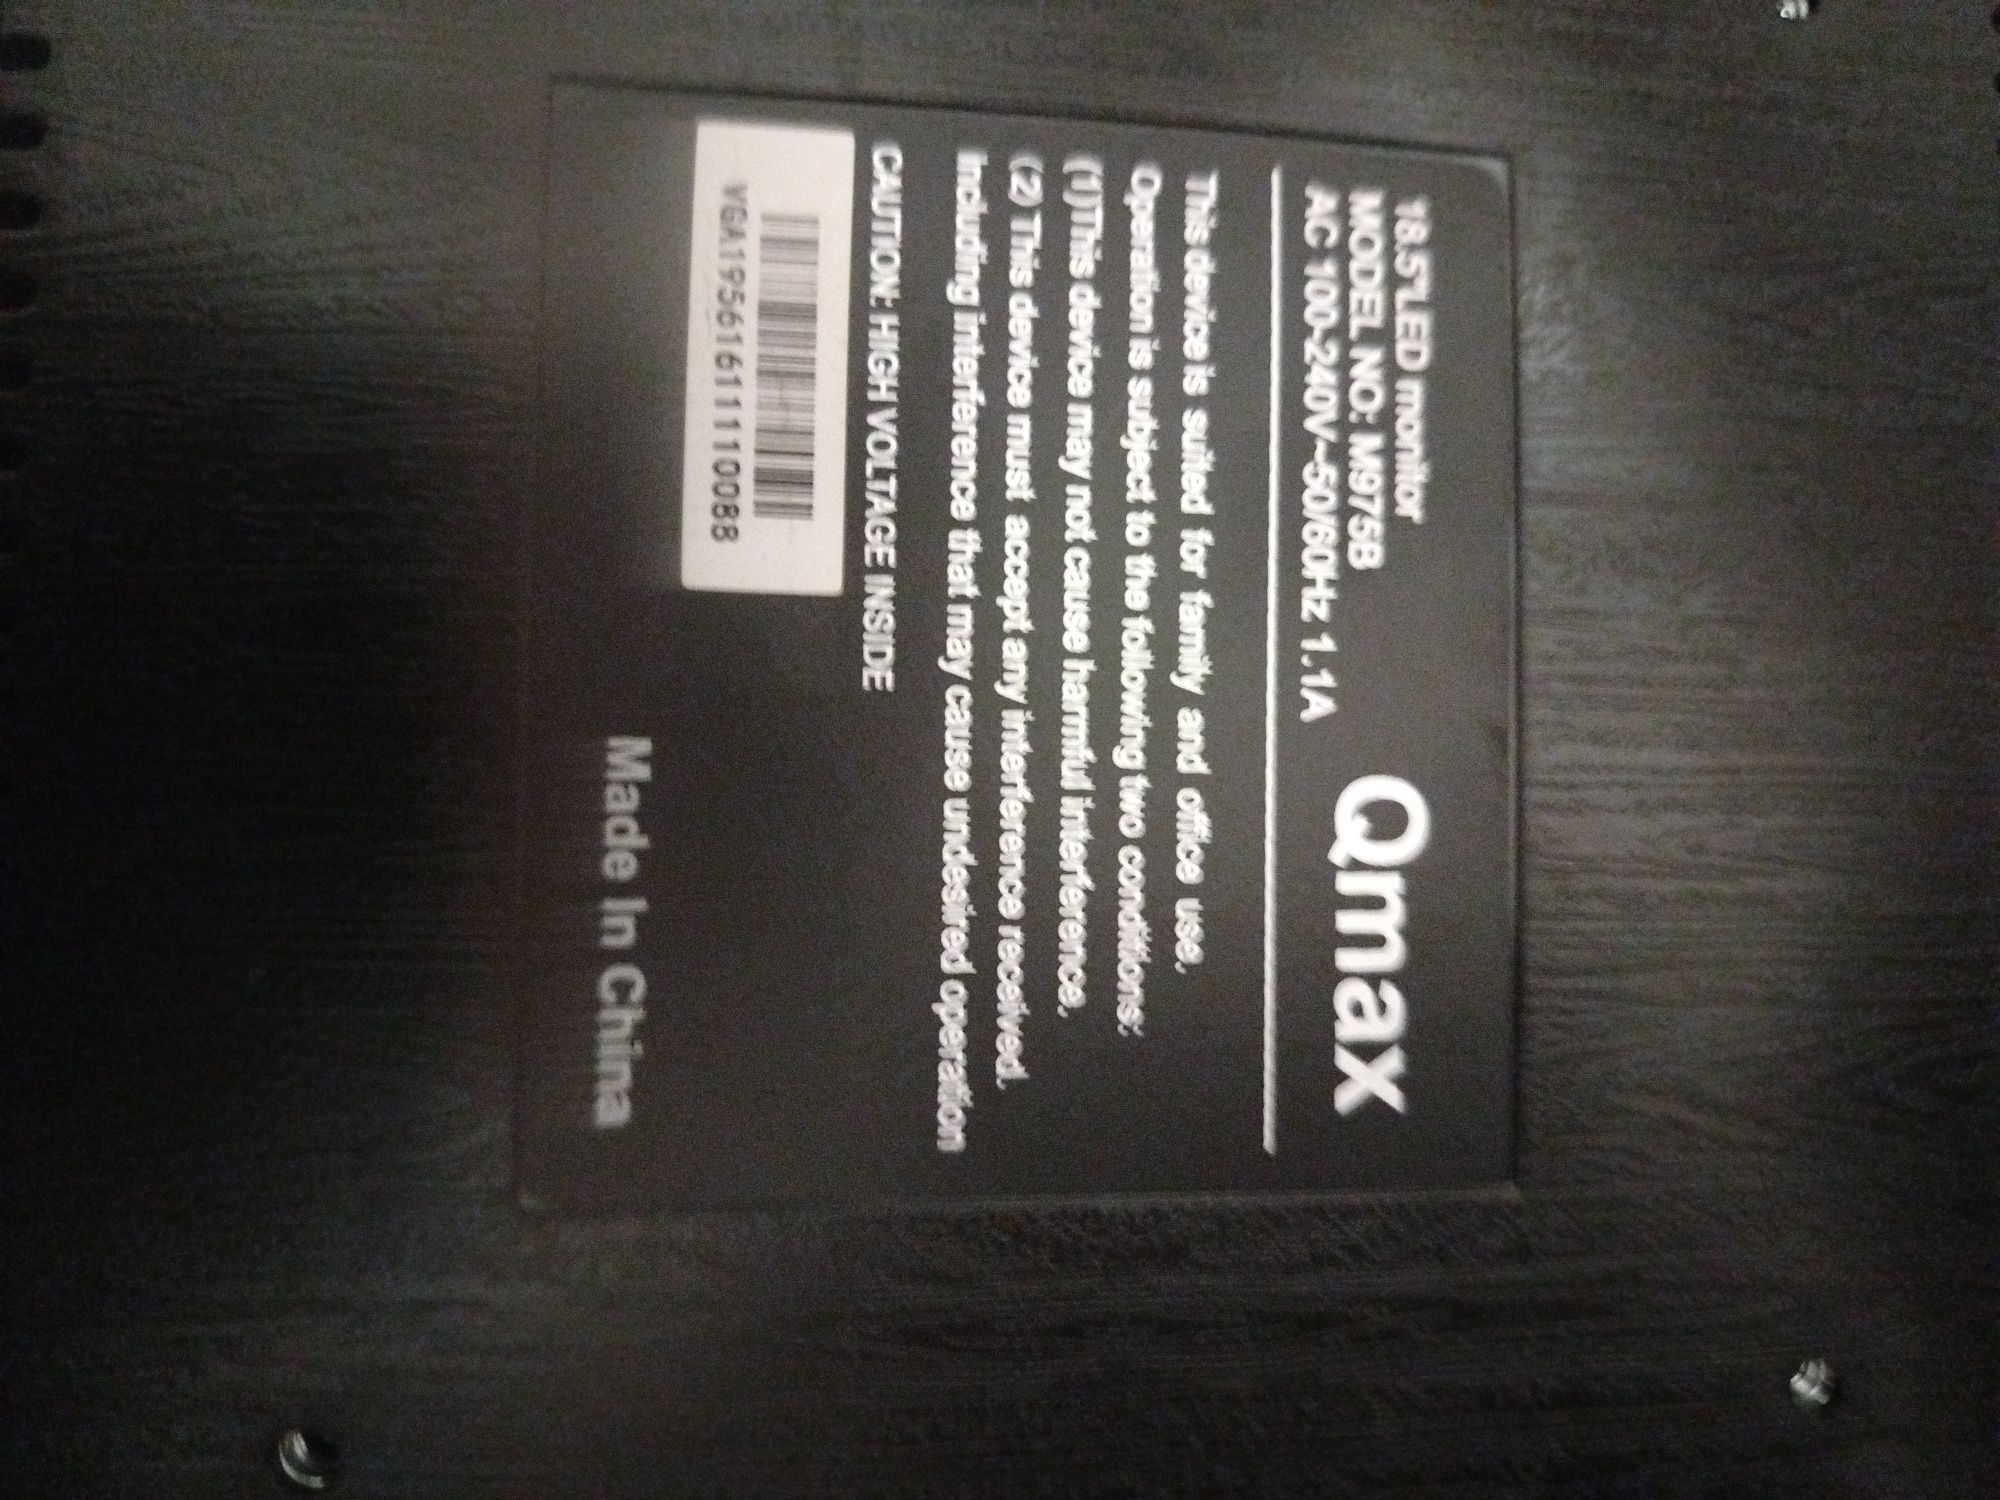 18.5"LED monitor
MODEL NO: M975SB
AC 100-240V~50/60Hz 1.1A
Qmax
This device is suited for family and office use.
Operation is subject to the following two conditions:
(1)This device may not cause harmful interference.
(2) This device must accept any interference received.
Including interference that may cause undesired operation
CAUTION: HIGH VOLTAGE INSIDE
VGA19561611110088
Made In China